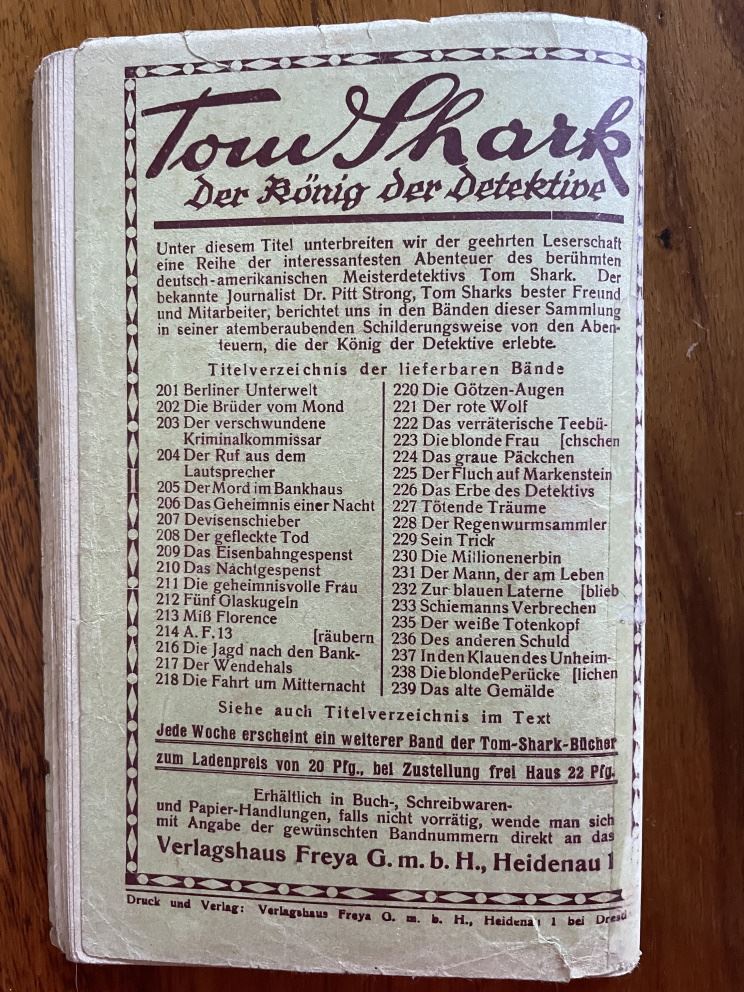 Tom Shark
Der König der Detektive
Unter diesem Titel unterbreiten wir der geehrten Leserschaft
eine Reihe der interessantesten Abenteuer des berühmten
deutsch-amerikanischen Meisterdetektivs Tom Shark. Der
bekannte Journalist Dr. Pitt Strong, Tom Sharks bester Freund
und Mitarbeiter, berichtet uns in den Bänden dieser Sammlung
in seiner atemberaubenden Schilderungsweise von den Aben-
teuern, die der König der Detektive erlebte.
Titelverzeichnis der lieferbaren Bände
201 Berliner Unterwelt
202 Die Brüder vom Mond
203 Der verschwundene
Kriminalkommissar
204 Der Ruf aus dem
Lautsprecher
205 Der Mord im Bankhaus
206 Das Geheimnis einer Nacht
207 Devisenschieber
208 Der gefleckte Tod
209 Das Eisenbahngespenst
210 Das Nachtgespenst
211 Die geheimnisvolle Frau
212 Fünf Glaskugeln
213 Miß Florence
214 A. F. 13 [räubern
216 Die Jagd nach den Bank-
217 Der Wendehals
218 Die Fahrt um Mitternacht
220 Die Götzen-Augen
221 Der rote Wolf
222 Das verräterische Teebü-
223 Die blonde Frau [chschen
224 Das graue Päckchen
225 Der Fluch auf Markenstein
226 Das Erbe des Detektivs
227 Tötende Träume
228 Der Regenwurmsammler
229 Sein Trick
230 Die Millionenerbin
231 Der Mann, der am Leben
232 Zur blauen Laterne [blieb
233 Schiemanns Verbrechen
235 Der weiße Totenkopf
236 Des anderen Schuld
237 In den Klauen des Unheim-
238 Die blonde Perücke [lichen
239 Das alte Gemälde
Siehe auch Titelverzeichnis im Text
Jede Woche erscheint ein weiterer Band der Tom-Shark-Bücher
zum Ladenpreis von 20 Pfg., bei Zustellung frei Haus 22 Pfg.
Erhältlich in Buch-, Schreibwaren-
und Papier-Handlungen, falls nicht vorrätig, wende man sich
mit Angabe der gewünschten Bandnummern direkt an das
Verlagshaus Freya G. m. b. H., Heidenau 1
Druck und Verlag: Verlagshaus Freya G. m. b. H., Heidenau 1 bei Dresd